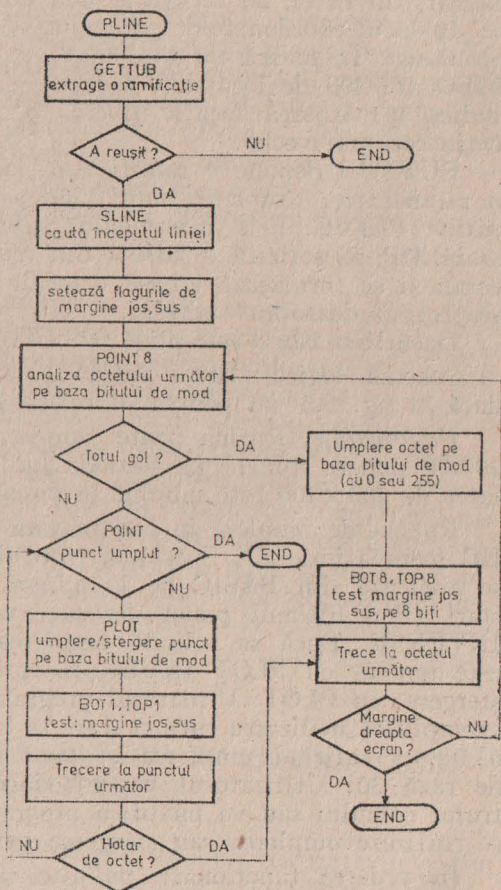 PLINE
GETTUB
extrage o ramificație
A reușit ?
NU
END
DA
SLINE
caută începutul liniei
setează flagurile de
margine jos,sus
POINT 8
analiza octetului următor
pe baza bitului de mod
Totul gol ?
DA
Umplere octet pe
baza bitului de mod
(cu 0 sau 255)
NU
POINT
punct umplut ?
DA
END
NU
BOT 8, TOP 8
test margine jos
sus, pe 8 biți
PLOT
umplere/ștergere punct
pe baza bitului de mod
Trece la octetul
următor
BOT1,TOP1
test: margine jos,sus
Margine
dreapta
ecran ?
NU
Trecere la punctul
următor
DA
END
NU
Hotar
de octet ?
DA